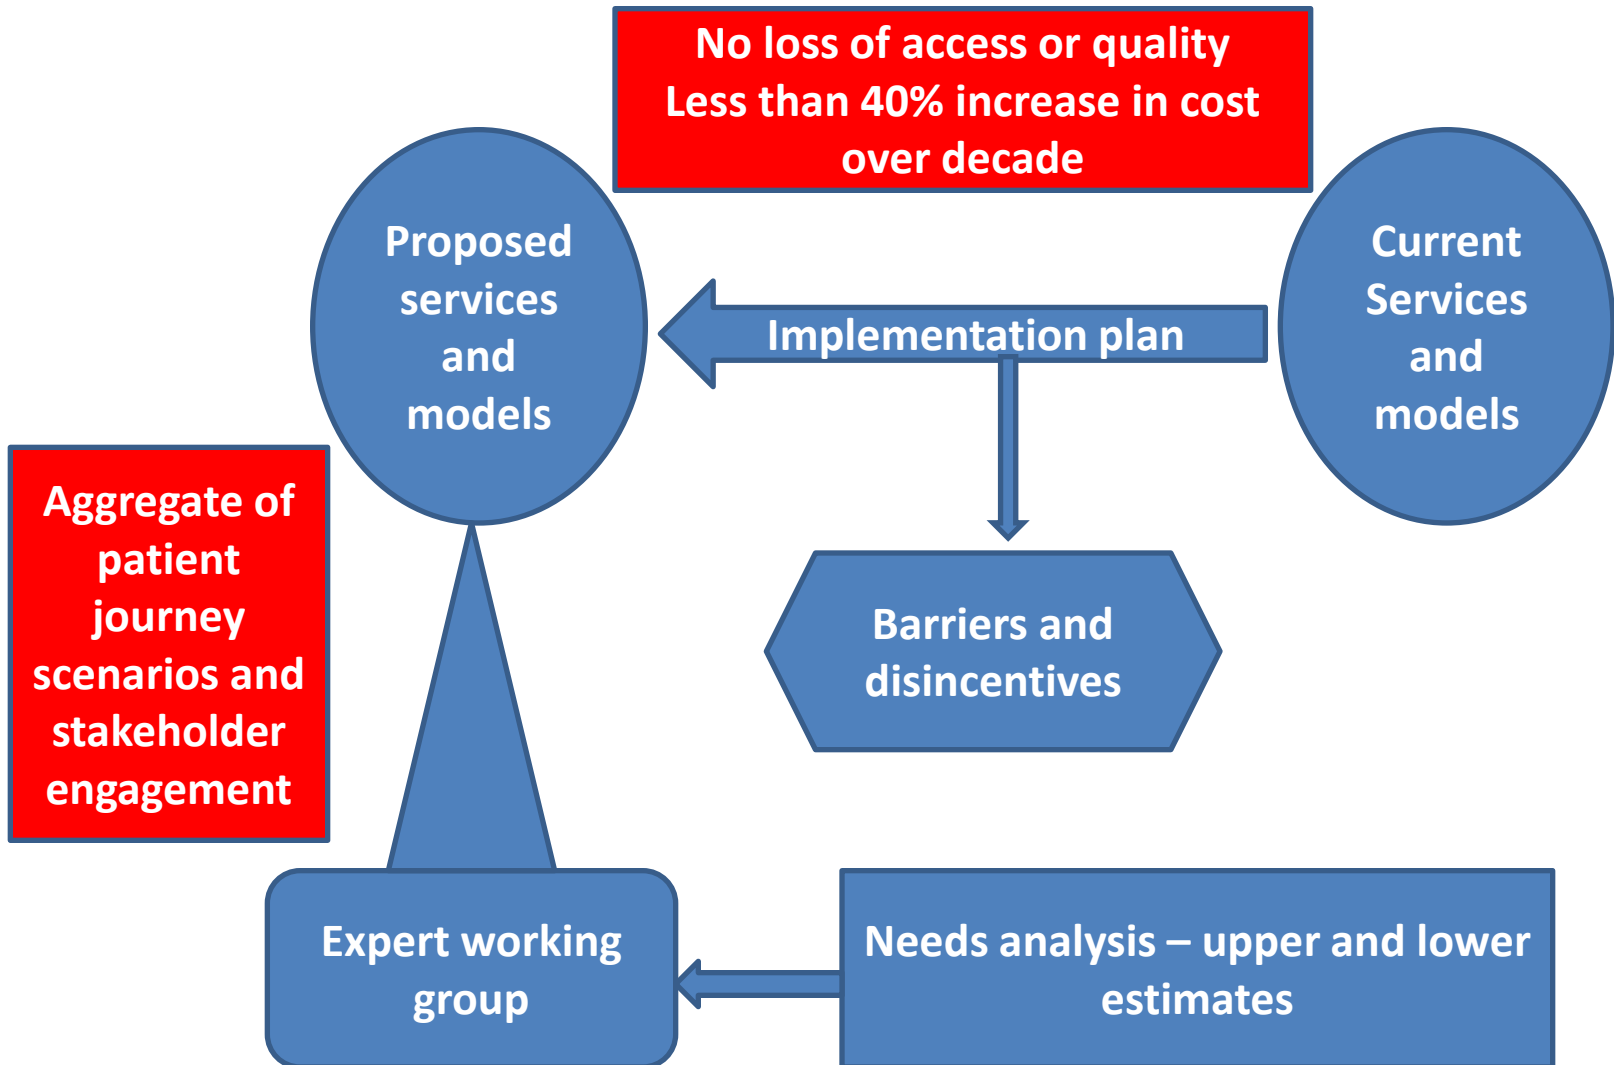 No loss of access or quality
Less than 40% increase in cost
over decade
Proposed
services
and
models
Current
Services
and
models
Implementation plan
Aggregate of
patient
journey
scenarios and
stakeholder
engagement
Barriers and
disincentives
Expert working
group
Needs analysis – upper and lower
estimates